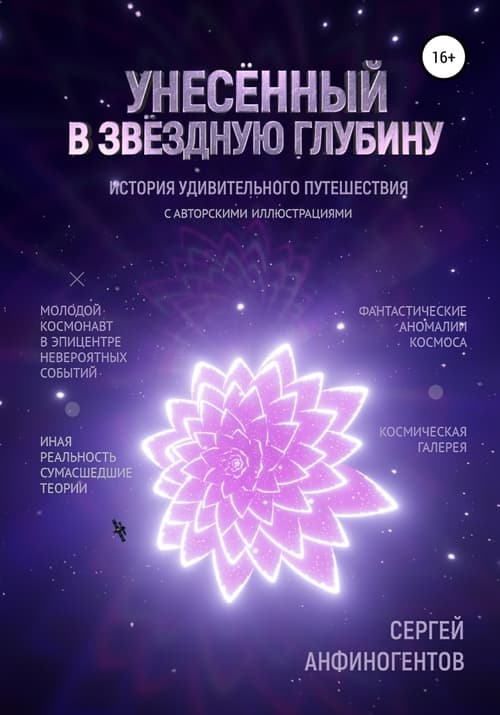 16+
УНЕСЁННЫЙ
В ЗВЁЗДНУЮ ГЛУБИНУ
ИСТОРИЯ УДИВИТЕЛЬНОГО ПУТЕШЕСТВИЯ
С АВТОРСКИМИ ИЛЛЮСТРАЦИЯМИ
МОЛОДОЙ
КОСМОНАВТ
В ЭПИЦЕНТРЕ
НЕВЕРОЯТНЫХ
СОБЫТИЙ
ФАНТАСТИЧЕСКИЕ
АНОМАЛИИ
КОСМОСА
ИНАЯ
РЕАЛЬНОСТЬ
СУМАСШЕДШИЕ
ТЕОРИИ
КОСМИЧЕСКАЯ
ГАЛЕРЕЯ
СЕРГЕЙ
АНФИНОГЕНТОВ